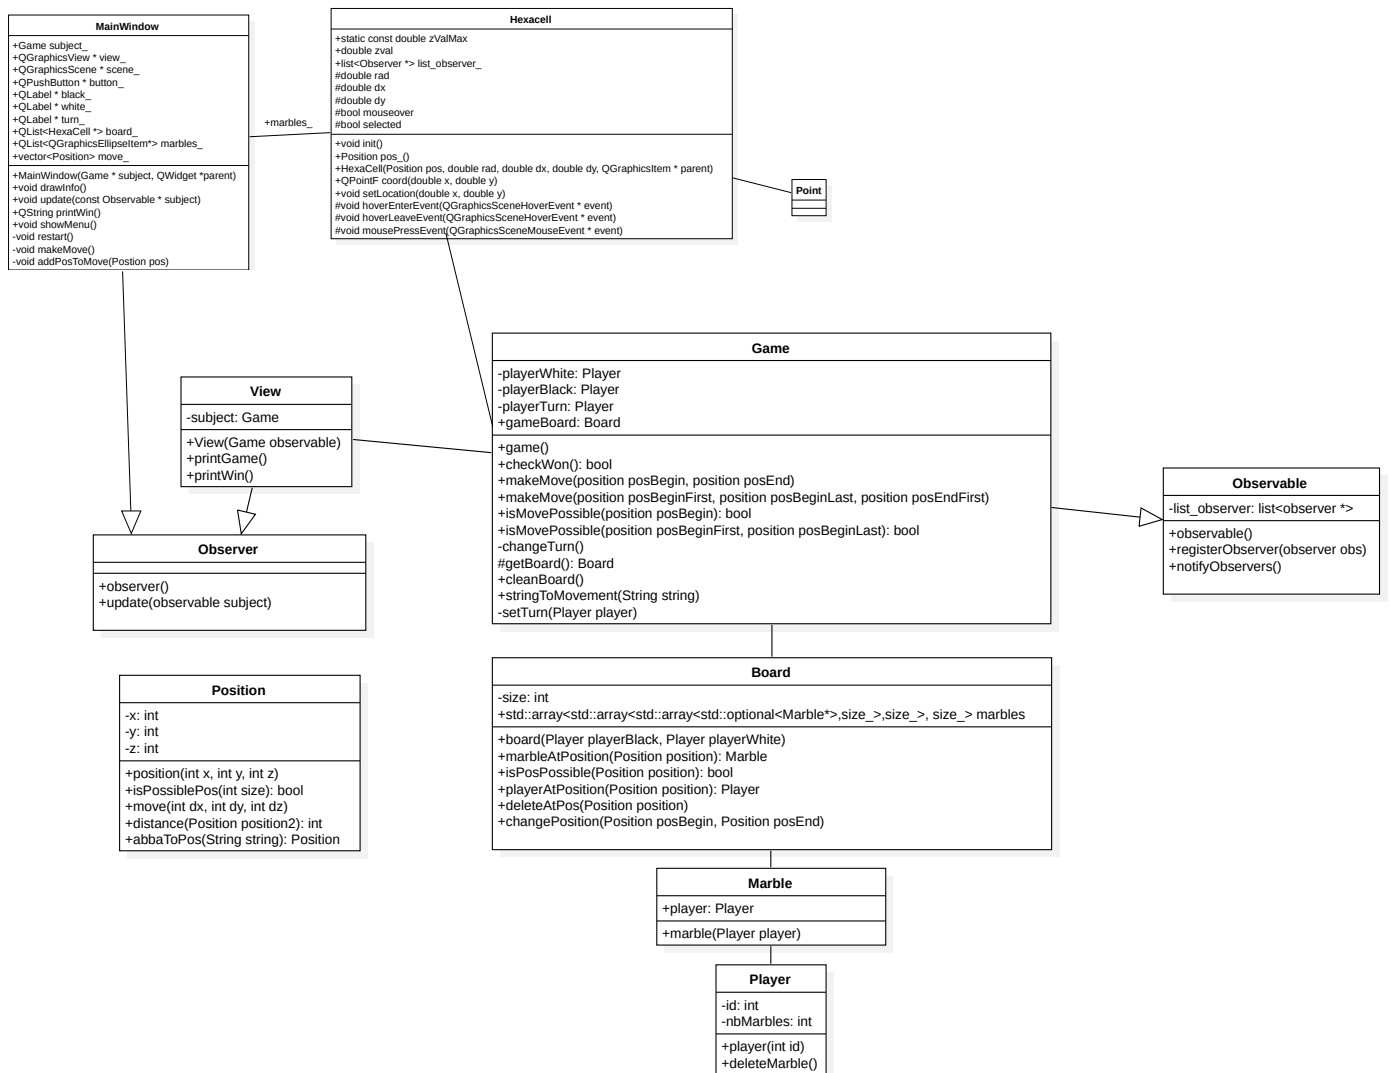 MainWindow
+Game subject_
+QGraphicsView * view_
+QGraphicsScene * scene_
+QPushButton * button_
+QLabel * black_
+QLabel * white_
+QLabel * turn_
+QList<HexaCell *> board_
+QList<QGraphicsEllipseItem*> marbles_
+vector<Position> move_
+MainWindow(Game * subject, QWidget *parent)
+void drawInfo()
+void update(const Observable * subject)
+QString printWin()
+void showMenu()
-void restart()
-void makeMove()
-void addPosToMove(Postion pos)
+marbles_
Hexacell
+static const double zValMax
+double zval
+list<Observer *> list_observer_
#double rad
#double dx
#double dy
#bool mouseover
#bool selected
+void init()
+Position pos_()
+HexaCell(Position pos, double rad, double dx, double dy, QGraphicsItem * parent)
+QPointF coord(double x, double y)
+void setLocation(double x, double y)
#void hoverEnterEvent(QGraphicsSceneHoverEvent * event)
#void hoverLeaveEvent(QGraphicsSceneHoverEvent * event)
#void mousePressEvent(QGraphicsSceneMouseEvent * event)
Point
View
-subject: Game
+View(Game observable)
+printGame()
+printWin()
Game
-playerWhite: Player
-playerBlack: Player
-playerTurn: Player
+gameBoard: Board
+game()
+checkWon(): bool
+makeMove(position posBegin, position posEnd)
+makeMove(position posBeginFirst, position posBeginLast, position posEndFirst)
+isMovePossible(position posBegin): bool
+isMovePossible(position posBeginFirst, position posBeginLast): bool
-changeTurn()
#getBoard(): Board
+cleanBoard()
+stringToMovement(String string)
-setTurn(Player player)
Observable
-list_observer: list<observer *>
+observable()
+registerObserver(observer obs)
+notifyObservers()
Observer
+observer()
+update(observable subject)
Position
-x: int
-y: int
-z: int
+position(int x, int y, int z)
+isPossiblePos(int size): bool
+move(int dx, int dy, int dz)
+distance(Position position2): int
+abbaToPos(String string): Position
Board
-size: int
+std::array<std::array<std::array<std::optional<Marble*>,size_>,size_>, size_> marbles
+board(Player playerBlack, Player playerWhite)
+marbleAtPosition(Position position): Marble
+isPosPossible(Position position): bool
+playerAtPosition(Position position): Player
+deleteAtPos(Position position)
+changePosition(Position posBegin, Position posEnd)
Marble
+player: Player
+marble(Player player)
Player
-id: int
-nbMarbles: int
+player(int id)
+deleteMarble()